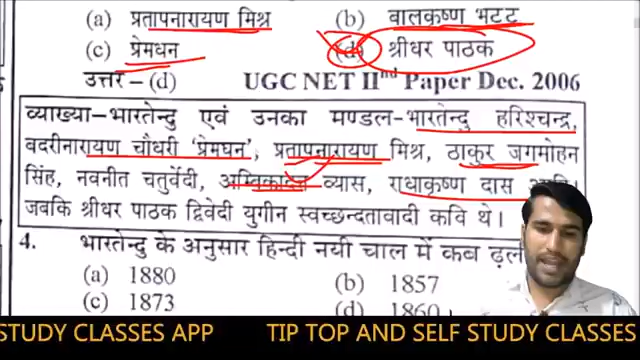 (a) प्रतापनारायण मिश्र (b) बालकृष्ण भट्ट
(c) प्रेमधन (d) श्रीधर पाठक
उत्तर – (d) UGC NET IInd Paper Dec. 2006
व्याख्या–भारतेन्दु एवं उनका मण्डल–भारतेन्दु हरिश्चन्द्र,
बदरीनारायण चौधरी 'प्रेमघन', प्रतापनारायण मिश्र, ठाकुर जगमोहन
सिंह, नवनीत चतुर्वेदी, अम्बिकादत्त व्यास, राधाकृष्ण दास
जबकि श्रीधर पाठक द्विवेदी युगीन स्वच्छन्दतावादी कवि थे।
4. भारतेन्दु के अनुसार हिन्दी नयी चाल में कब ढ़ली
(a) 1880 (b) 1857
(c) 1873 (d) 1860
STUDY CLASSES APP TIP TOP AND SELF STUDY CLASSES